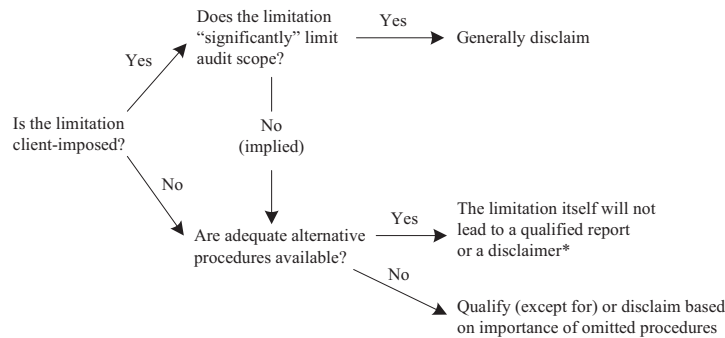 Does the limitation
“significantly” limit
audit scope?
Yes
Generally disclaim
Yes
Is the limitation
client-imposed?
No
(implied)
No
Are adequate alternative
procedures available?
Yes
The limitation itself will not
lead to a qualified report
or a disclaimer*
No
Qualify (except for) or disclaim based
on importance of omitted procedures